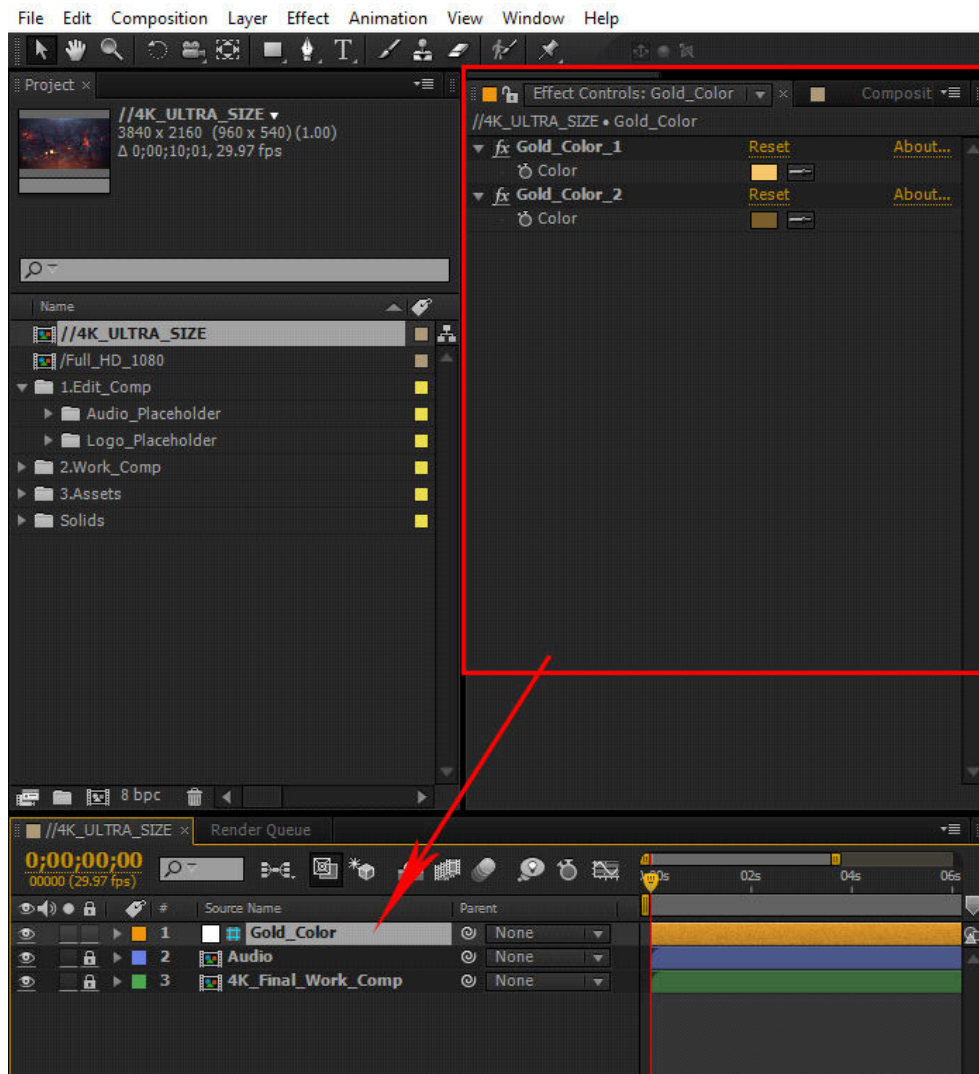 File Edit Composition Layer Effect Animation View Window Help
Project
//4K_ULTRA_SIZE
3840 x 2160 (960 x 540) (1.00)
Δ 0;00;10;01, 29.97 fps
Name
//4K_ULTRA_SIZE
/Full_HD_1080
1.Edit_Comp
Audio_Placeholder
Logo_Placeholder
2.Work_Comp
3.Assets
Solids
8 bpc
Effect Controls: Gold_Color Composit
//4K_ULTRA_SIZE • Gold_Color
fx Gold_Color_1 Reset About...
Color
fx Gold_Color_2 Reset About...
Color
//4K_ULTRA_SIZE Render Queue
0;00;00;00
00000 (29.97 fps)
02s 04s 06s
# Source Name Parent
1 Gold_Color None
2 Audio None
3 4K_Final_Work_Comp None